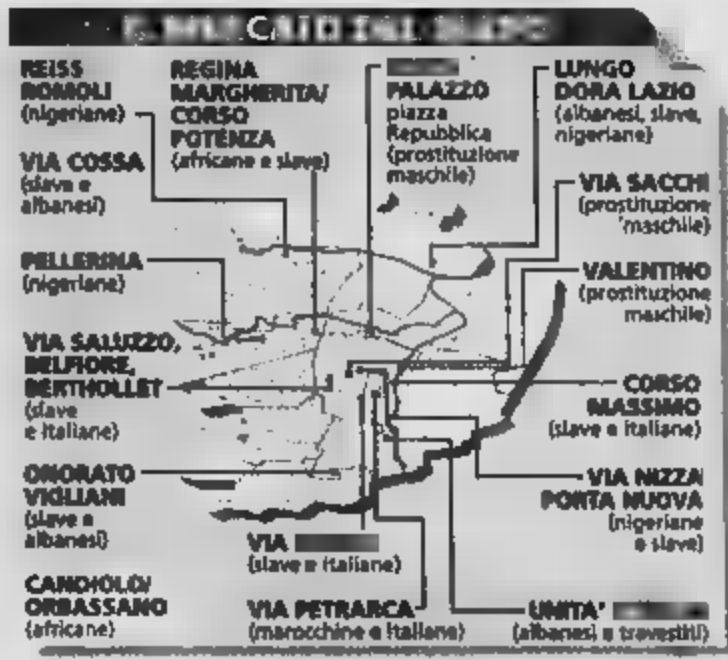 REISS
ROMOLI
(nigeriane)
VIA COSSA
(slave e
albanesi)
PELLERINA
(nigeriane)
VIA SALUZZO,
BELFIORE,
BERTHOLLET
(slave
e italiane)
ONORATO
VIGLIANI
(slave e
albanesi)
CANDIOLO/
ORBASSANO
(africane)
REGINA
MARGHERITA/
CORSO
POTENZA
(africane e slave)
PALAZZO
piazza
Repubblica
(prostituzione
maschile)
LUNGO
DORA LAZIO
(albanesi, slave,
nigeriane)
VIA SACCHI
(prostituzione
maschile)
VALENTINO
(prostituzione
maschile)
CORSO
MASSIMO
(slave e italiane)
VIA NIZZA
PORTA NUOVA
(nigeriane
e slave)
VIA
(slave e italiane)
VIA PETRARCA
(marocchine e italiane)
UNITA'
(albanesi e travestiti)